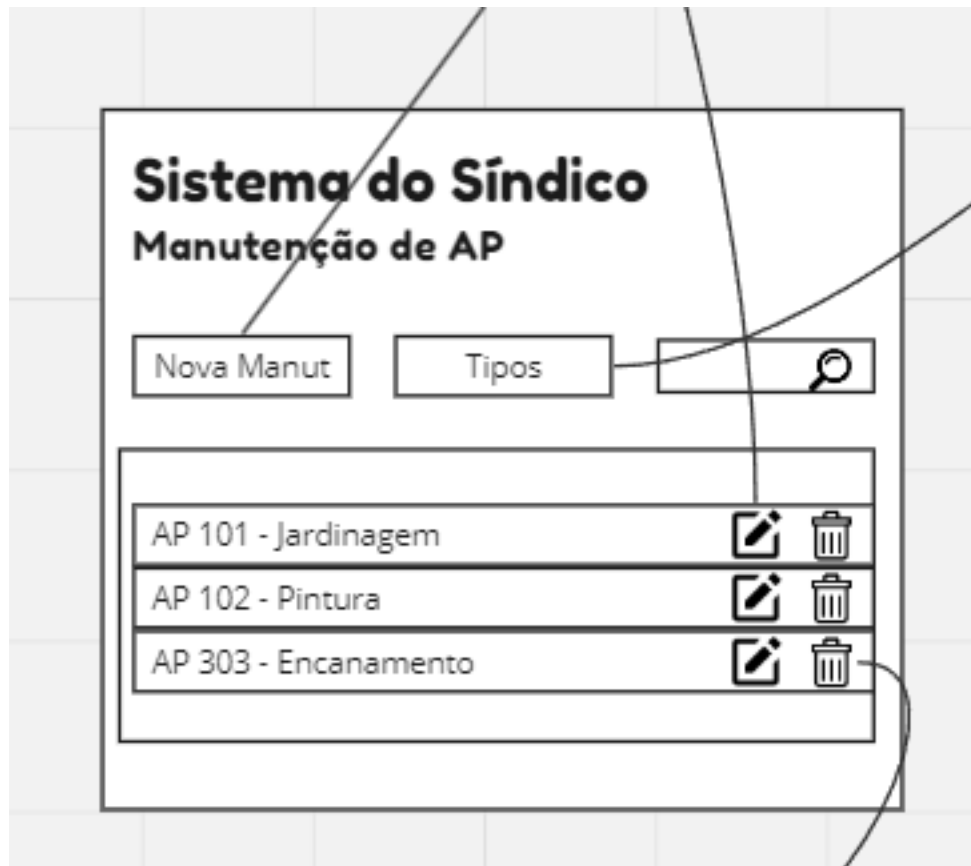 Sistema do Síndico
Manutenção de AP
Nova Manut
Tipos
AP 101 - Jardinagem
AP 102 - Pintura
AP 303 - Encanamento